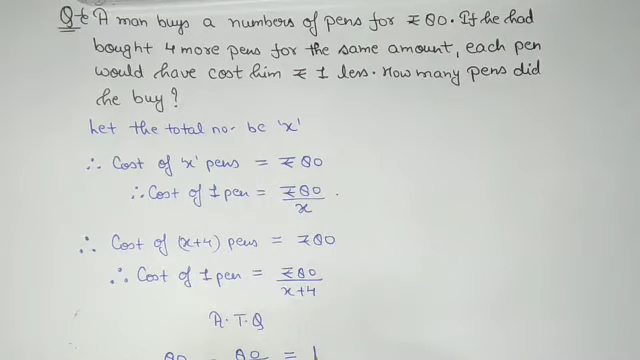 Q→ A man buys a numbers of pens for ₹80. If he had
bought 4 more pens for the same amount, each pen
would have cost him ₹1 less. How many pens did
he buy?
Let the total no. be 'x'
∴ Cost of 'x' pens = ₹80
∴ Cost of 1 pen = ₹80/x
∴ Cost of (x+4) pens = ₹80
∴ Cost of 1 pen = ₹80/x+4
A.T.Q
80 - 80 = 1